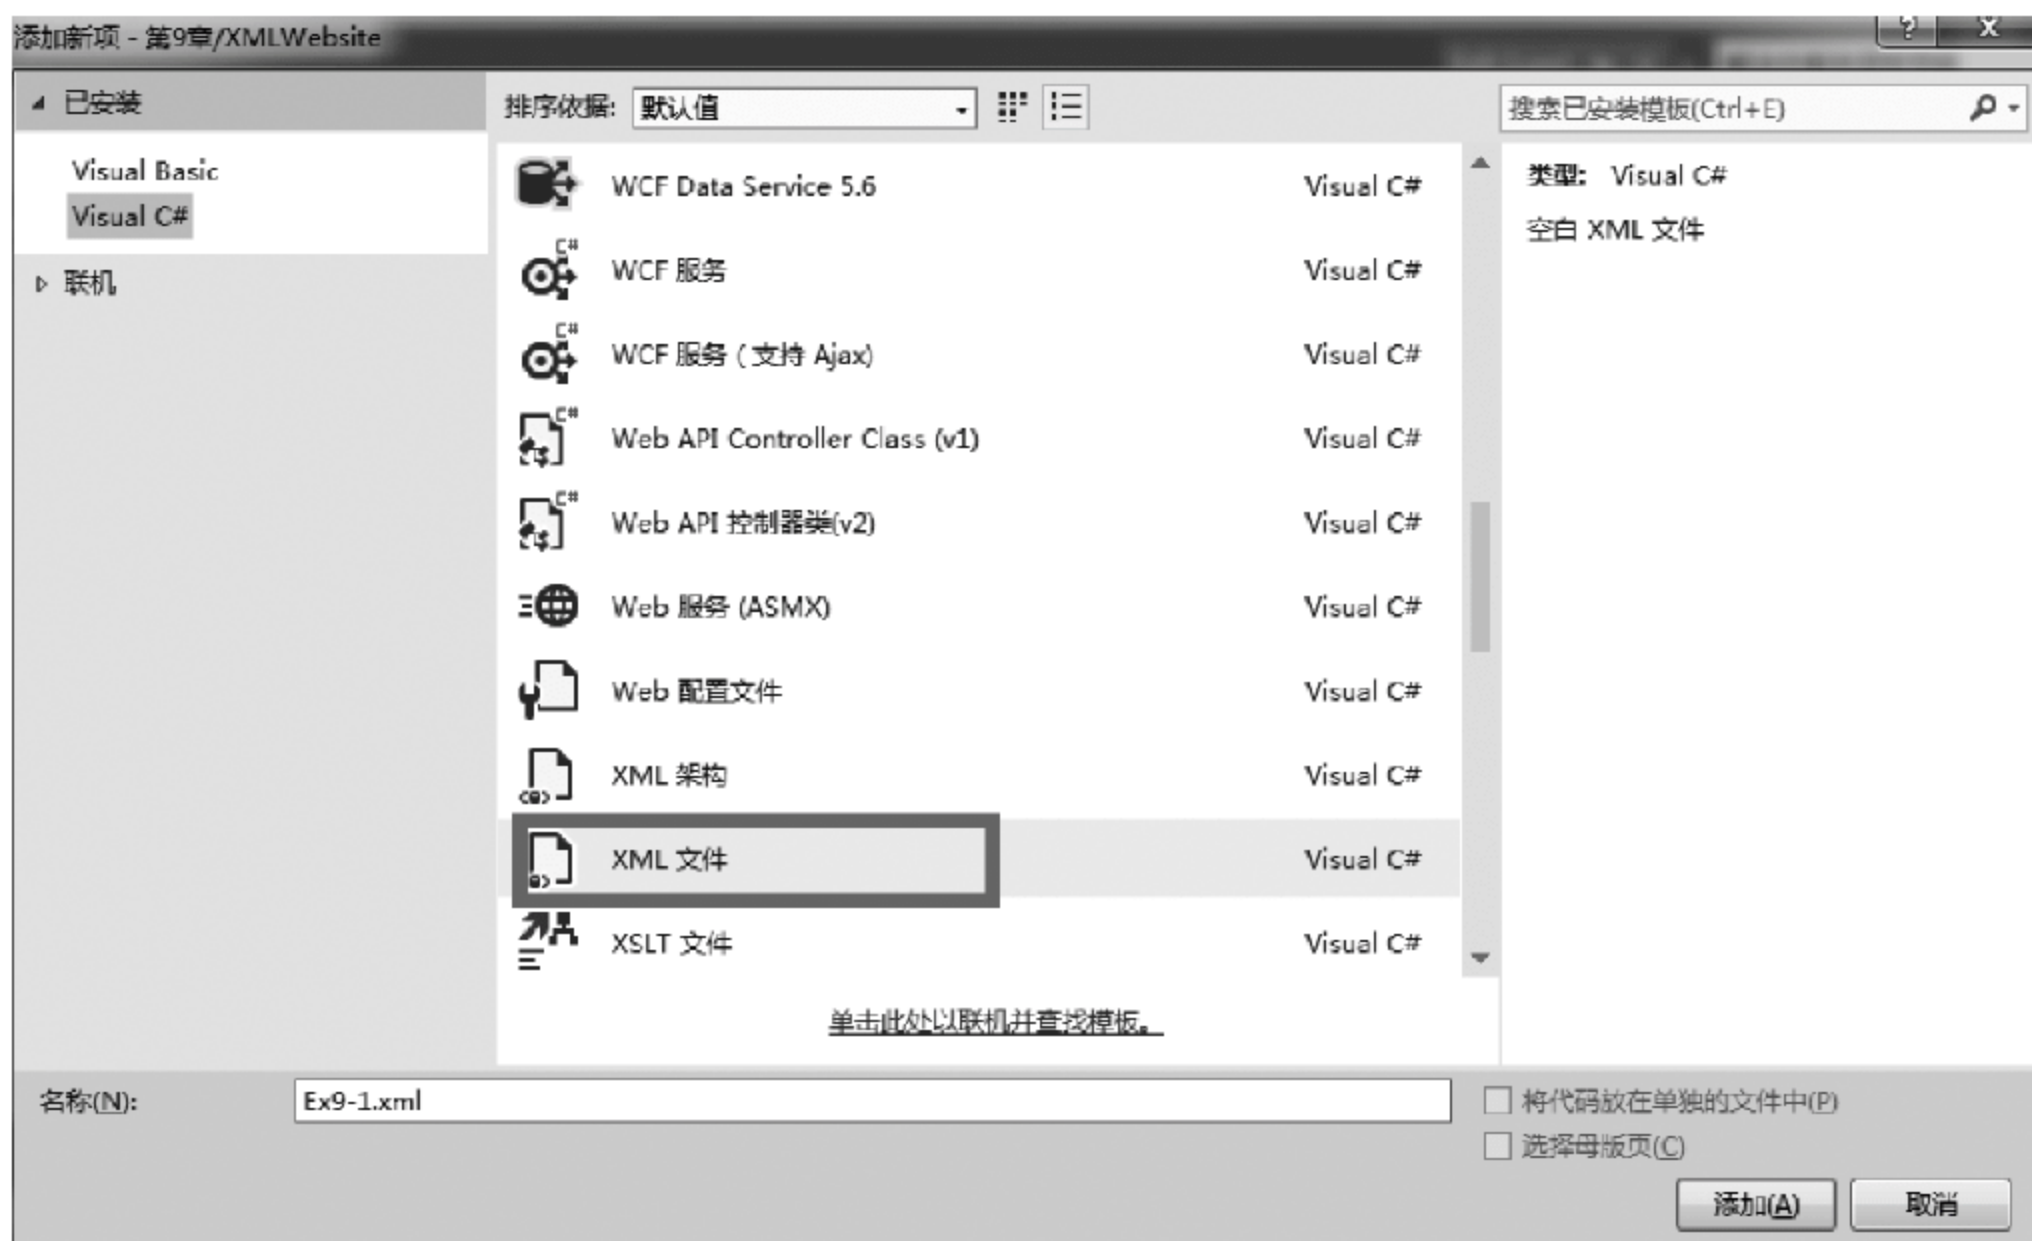 添加新项 - 第9章/XMLWebsite
? X
已安装
排序依据: 默认值
搜索已安装模板(Ctrl+E)
Visual Basic
Visual C#
联机
WCF Data Service 5.6 Visual C#
C#
WCF 服务 Visual C#
C#
WCF 服务 ( 支持 Ajax) Visual C#
C#
Web API Controller Class (v1) Visual C#
C#
Web API 控制器类(v2) Visual C#
Web 服务 (ASMX) Visual C#
Web 配置文件 Visual C#
XML 架构 Visual C#
XML 文件 Visual C#
XSLT 文件 Visual C#
单击此处以联机并查找模板。
类型: Visual C#
空白 XML 文件
名称(N): Ex9-1.xml
将代码放在单独的文件中(P)
选择母版页(C)
添加(A) 取消